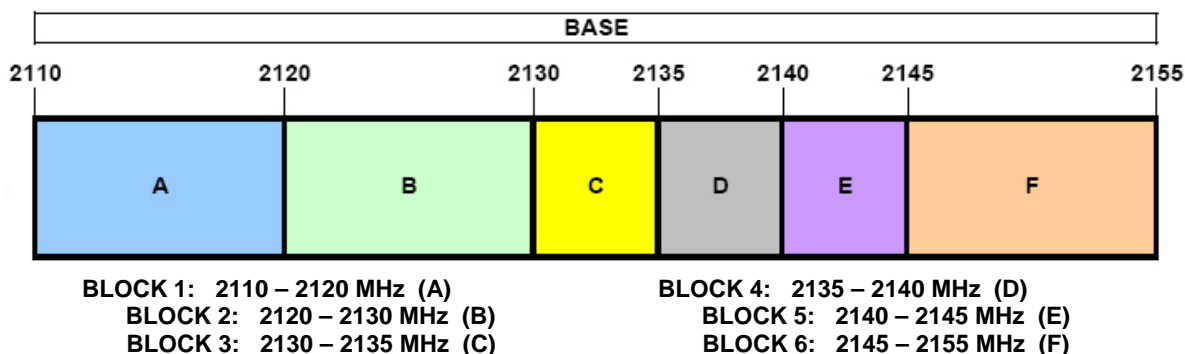 BASE
2110 2120 2130 2135 2140 2145 2155
A B C D E F
BLOCK 1: 2110 – 2120 MHz (A)
BLOCK 2: 2120 – 2130 MHz (B)
BLOCK 3: 2130 – 2135 MHz (C)
BLOCK 4: 2135 – 2140 MHz (D)
BLOCK 5: 2140 – 2145 MHz (E)
BLOCK 6: 2145 – 2155 MHz (F)